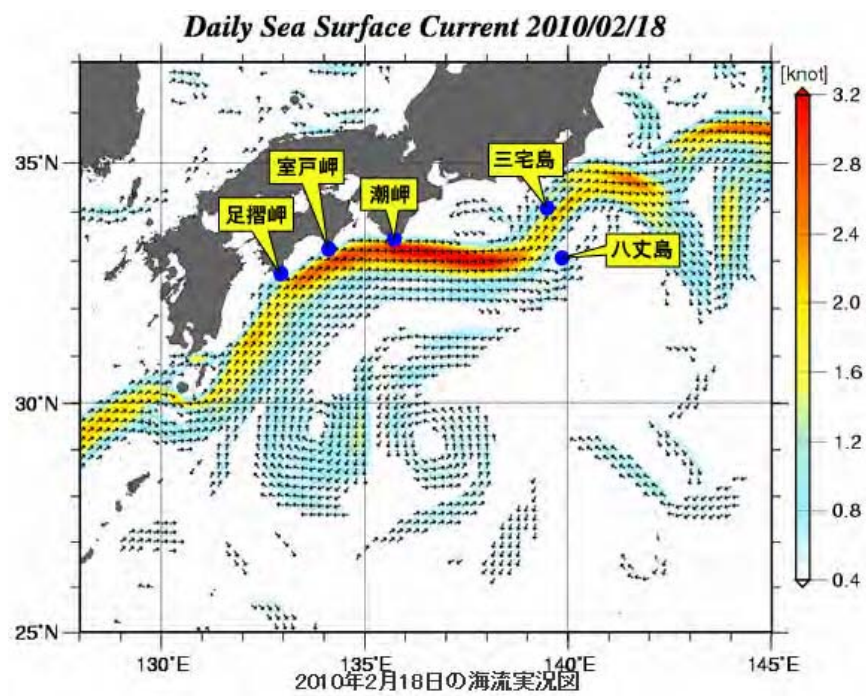 Daily Sea Surface Current 2010/02/18
[knot]
3.2
2.8
2.4
2.0
1.6
1.2
0.8
0.4
35°N
30°N
25°N
三宅島
室戸岬
潮岬
足摺岬
八丈島
130°E
135°E
140°E
145°E
2010年2月18日の海流実況図